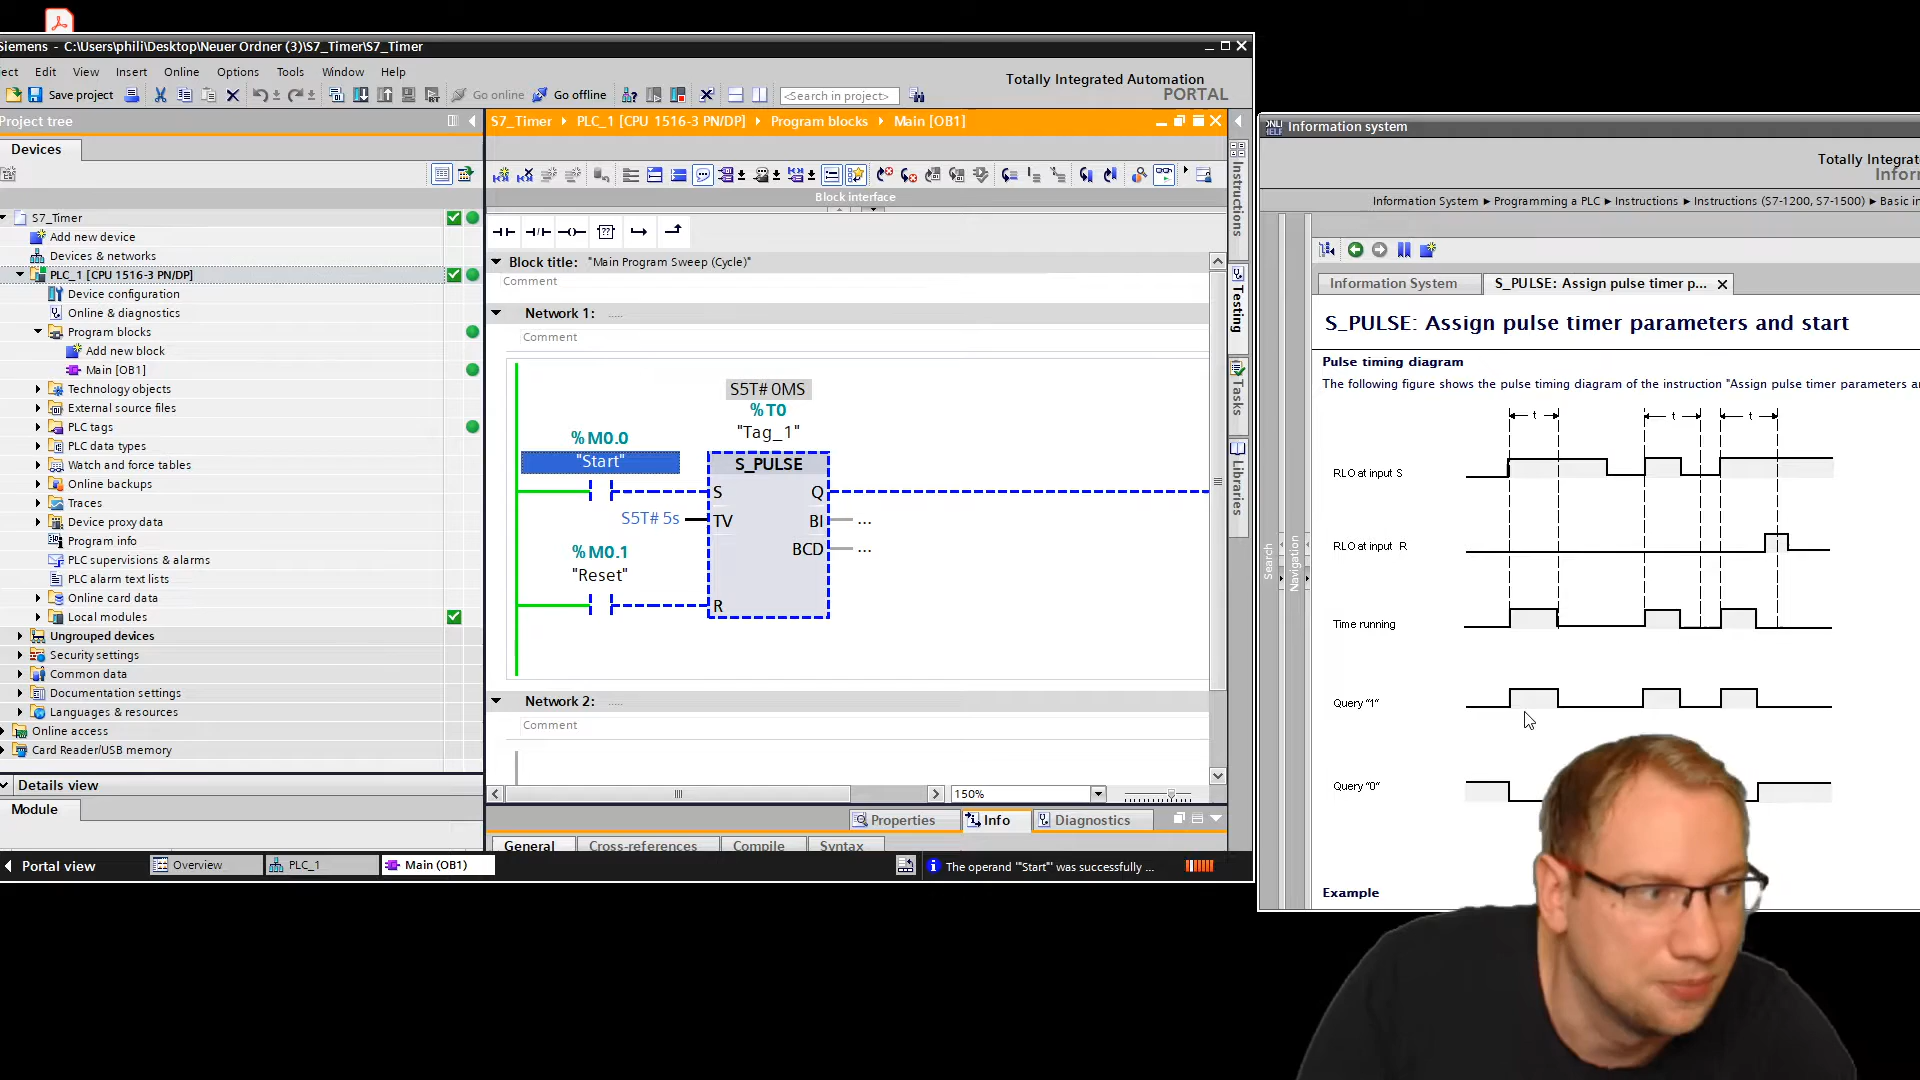 Siemens - C:\Users\phili\Desktop\Neuer Ordner (3)\S7_Timer\S7_Timer
ect Edit View Insert Online Options Tools Window Help
Totally Integrated Automation
PORTAL
Save project
Go online
Go offline
<Search in project>
Project tree
S7_Timer PLC_1 [CPU 1516-3 PN/DP] Program blocks Main [OB1]
Devices
S7_Timer
Add new device
Devices & networks
PLC_1 [CPU 1516-3 PN/DP]
Device configuration
Online & diagnostics
Program blocks
Add new block
Main [OB1]
Technology objects
External source files
PLC tags
PLC data types
Watch and force tables
Online backups
Traces
Device proxy data
Program info
PLC supervisions & alarms
PLC alarm text lists
Online card data
Local modules
Ungrouped devices
Security settings
Common data
Documentation settings
Languages & resources
Online access
Card Reader/USB memory
Details view
Module
Portal view
Overview
PLC_1
Main (OB1)
Block interface
??
Block title: "Main Program Sweep (Cycle)"
Comment
Network 1: .....
Comment
S5T# 0MS
%T0
"Tag_1"
%M0.0
"Start"
S_PULSE
S Q
S5T# 5s TV BI ...
BCD ...
%M0.1
"Reset"
R
Network 2: .....
Comment
150%
Properties Info Diagnostics
General Cross-references Compile Syntax
The operand '"Start"' was successfully ...
Instructions
Testing
Tasks
Libraries
Information system
Totally Integrat
Inform
Information System Programming a PLC Instructions Instructions (S7-1200, S7-1500) Basic in
Information System S_PULSE: Assign pulse timer p...
Search
Navigation
S_PULSE: Assign pulse timer parameters and start
Pulse timing diagram
The following figure shows the pulse timing diagram of the instruction "Assign pulse timer parameters a
t t t
RLO at input S
RLO at input R
Time running
Query "1"
Query "0"
Example